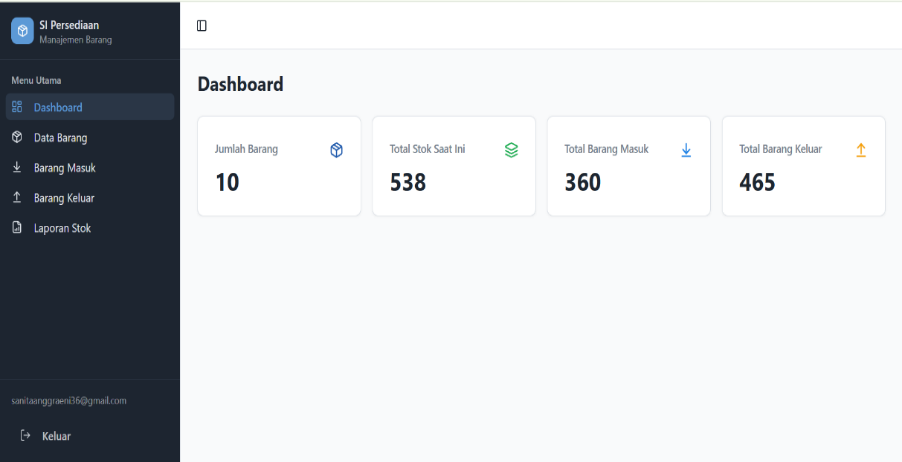 SI Persediaan
Manajemen Barang
Menu Utama
Dashboard
Data Barang
Barang Masuk
Barang Keluar
Laporan Stok
sanitaanggraeni36@gmail.com
Keluar
Dashboard
Jumlah Barang
10
Total Stok Saat Ini
538
Total Barang Masuk
360
Total Barang Keluar
465